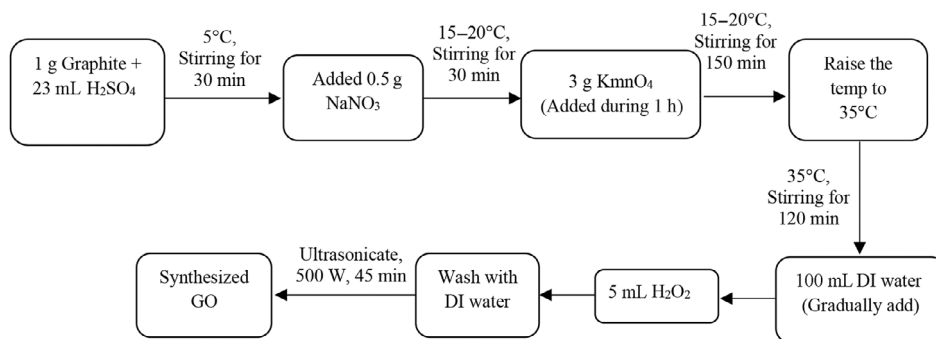 1 g Graphite +
23 mL H₂SO₄
5°C,
Stirring for
30 min
Added 0.5 g
NaNO₃
15–20°C,
Stirring for
30 min
3 g KmnO₄
(Added during 1 h)
15–20°C,
Stirring for
150 min
Raise the
temp to
35°C
35°C,
Stirring for
120 min
100 mL DI water
(Gradually add)
5 mL H₂O₂
Wash with
DI water
Ultrasonicate,
500 W, 45 min
Synthesized
GO